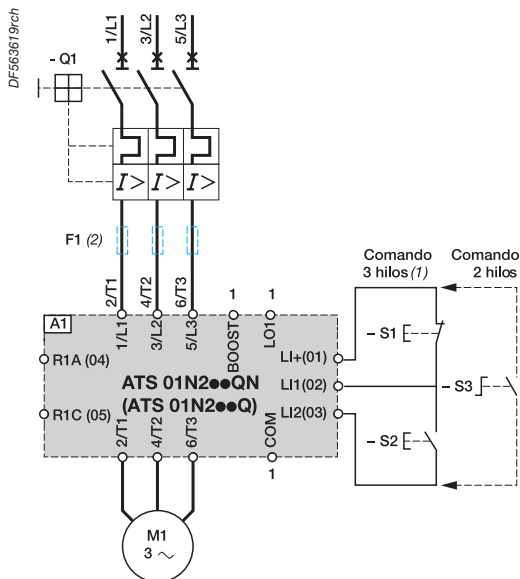 DF563619rch
1/L1
3/L2
5/L3
- Q1
I>
I>
I>
F1 (2)
2/T1
4/T2
6/T3
1
1
Comando
3 hilos (1)
Comando
2 hilos
A1
1/L1
3/L2
5/L3
BOOST
LO1
R1A (04)
LI+(01)
– S1
ATS 01N2●●QN
LI1(02)
– S3
(ATS 01N2●●Q)
R1C (05)
LI2(03)
– S2
2/T1
4/T2
6/T3
COM
1
M1
3 ~